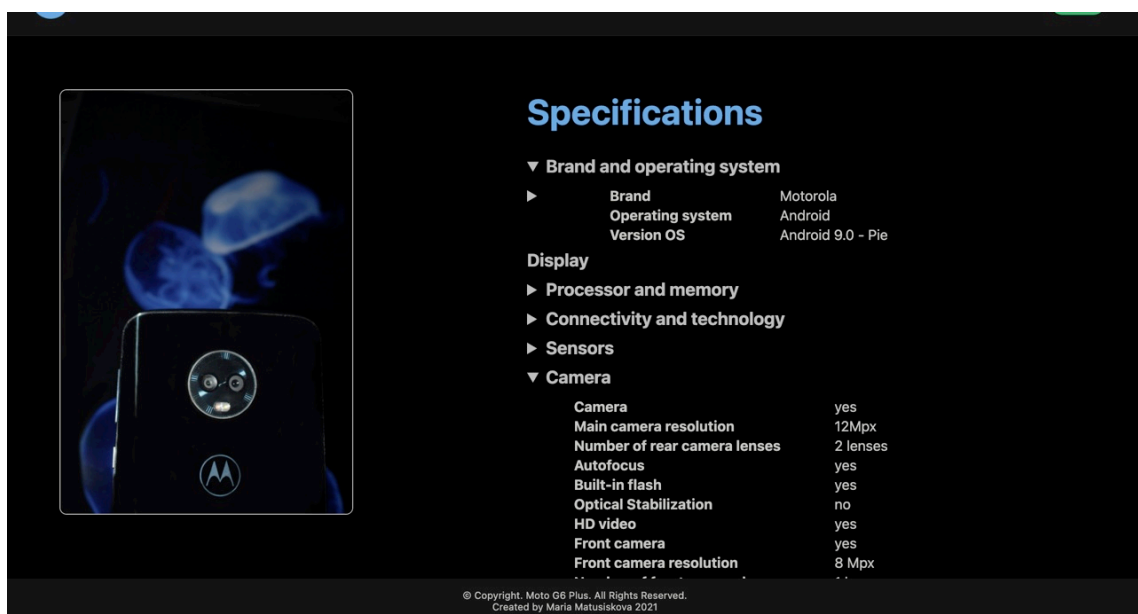 Specifications
▼ Brand and operating system
▶ Brand Motorola
Operating system Android
Version OS Android 9.0 - Pie
Display
▶ Processor and memory
▶ Connectivity and technology
▶ Sensors
▼ Camera
Camera yes
Main camera resolution 12Mpx
Number of rear camera lenses 2 lenses
Autofocus yes
Built-in flash yes
Optical Stabilization no
HD video yes
Front camera yes
Front camera resolution 8 Mpx
© Copyright. Moto G6 Plus. All Rights Reserved.
Created by Maria Matusiskova 2021